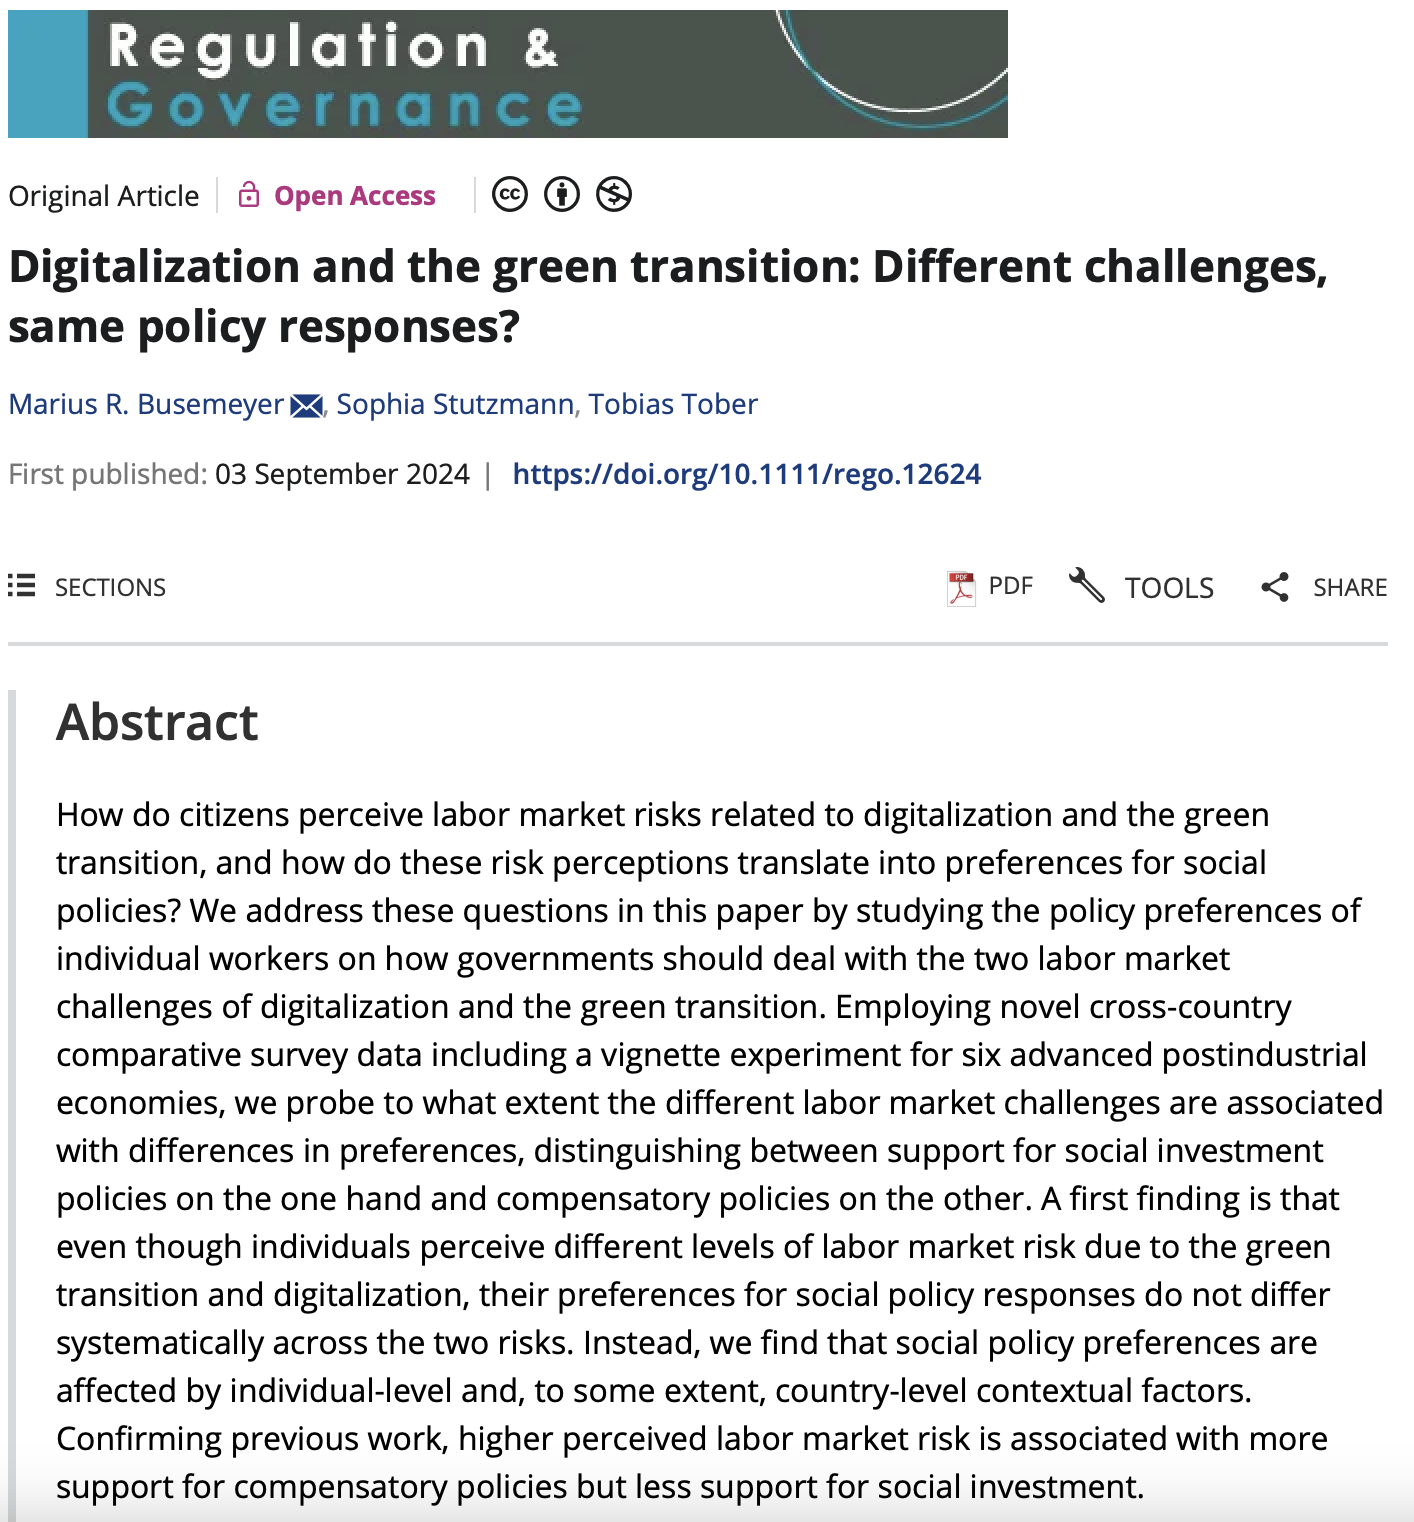 Regulation &
Governance
Original Article
Open Access
cc
Digitalization and the green transition: Different challenges,
same policy responses?
Marius R. Busemeyer, Sophia Stutzmann, Tobias Tober
First published: 03 September 2024 | https://doi.org/10.1111/rego.12624
SECTIONS
PDF
PDF
TOOLS
SHARE
Abstract
How do citizens perceive labor market risks related to digitalization and the green
transition, and how do these risk perceptions translate into preferences for social
policies? We address these questions in this paper by studying the policy preferences of
individual workers on how governments should deal with the two labor market
challenges of digitalization and the green transition. Employing novel cross-country
comparative survey data including a vignette experiment for six advanced postindustrial
economies, we probe to what extent the different labor market challenges are associated
with differences in preferences, distinguishing between support for social investment
policies on the one hand and compensatory policies on the other. A first finding is that
even though individuals perceive different levels of labor market risk due to the green
transition and digitalization, their preferences for social policy responses do not differ
systematically across the two risks. Instead, we find that social policy preferences are
affected by individual-level and, to some extent, country-level contextual factors.
Confirming previous work, higher perceived labor market risk is associated with more
support for compensatory policies but less support for social investment.